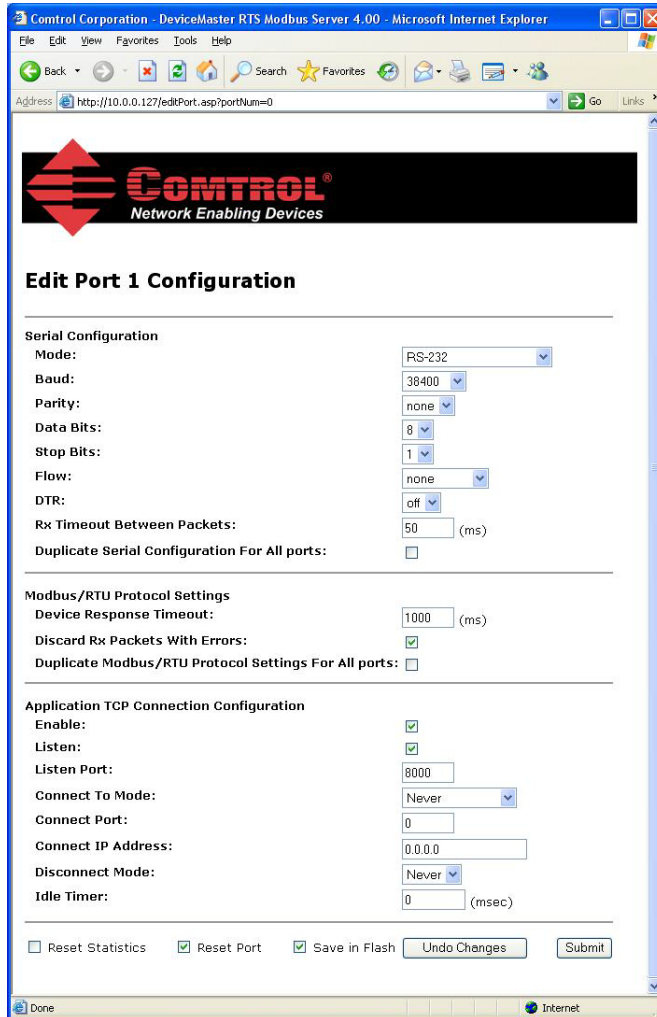 Comtrol Corporation - DeviceMaster RTS Modbus Server 4.00 - Microsoft Internet Explorer
File Edit View Favorites Tools Help
Back Search Favorites
Address http://10.0.0.127/editPort.asp?portNum=0 Go Links
COMTROL®
Network Enabling Devices
Edit Port 1 Configuration
Serial Configuration
Mode: RS-232
Baud: 38400
Parity: none
Data Bits: 8
Stop Bits: 1
Flow: none
DTR: off
Rx Timeout Between Packets: 50 (ms)
Duplicate Serial Configuration For All ports:
Modbus/RTU Protocol Settings
Device Response Timeout: 1000 (ms)
Discard Rx Packets With Errors:
Duplicate Modbus/RTU Protocol Settings For All ports:
Application TCP Connection Configuration
Enable:
Listen:
Listen Port: 8000
Connect To Mode: Never
Connect Port: 0
Connect IP Address: 0.0.0.0
Disconnect Mode: Never
Idle Timer: 0 (msec)
Reset Statistics Reset Port Save in Flash Undo Changes Submit
Done Internet